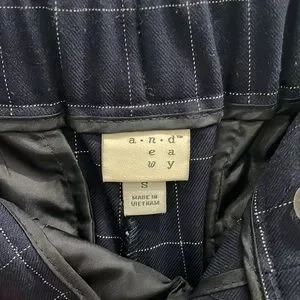 a • n • d™
e a
w y
S
MADE IN
VIETNAM